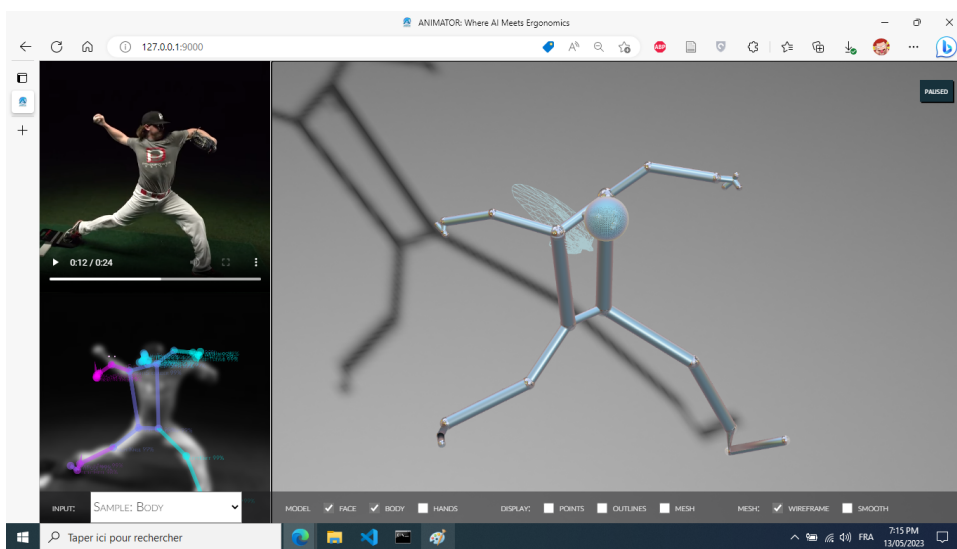 ANIMATOR: Where AI Meets Ergonomics
127.0.0.1:9000
ABP
PAUSED
0:12 / 0:24
INPUT:
SAMPLE: BODY
MODEL
FACE
BODY
HANDS
DISPLAY:
POINTS
OUTLINES
MESH
MESH:
WIREFRAME
SMOOTH
Taper ici pour rechercher
FRA
7:15 PM
13/05/2023